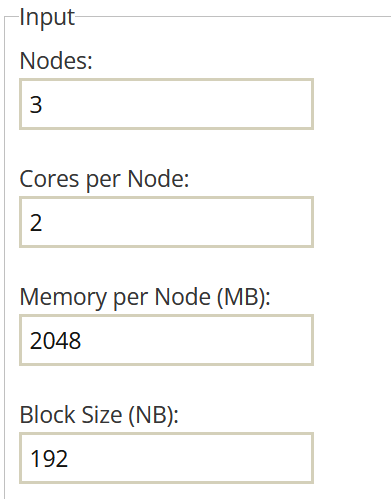 Input
Nodes:
3
Cores per Node:
2
Memory per Node (MB):
2048
Block Size (NB):
192